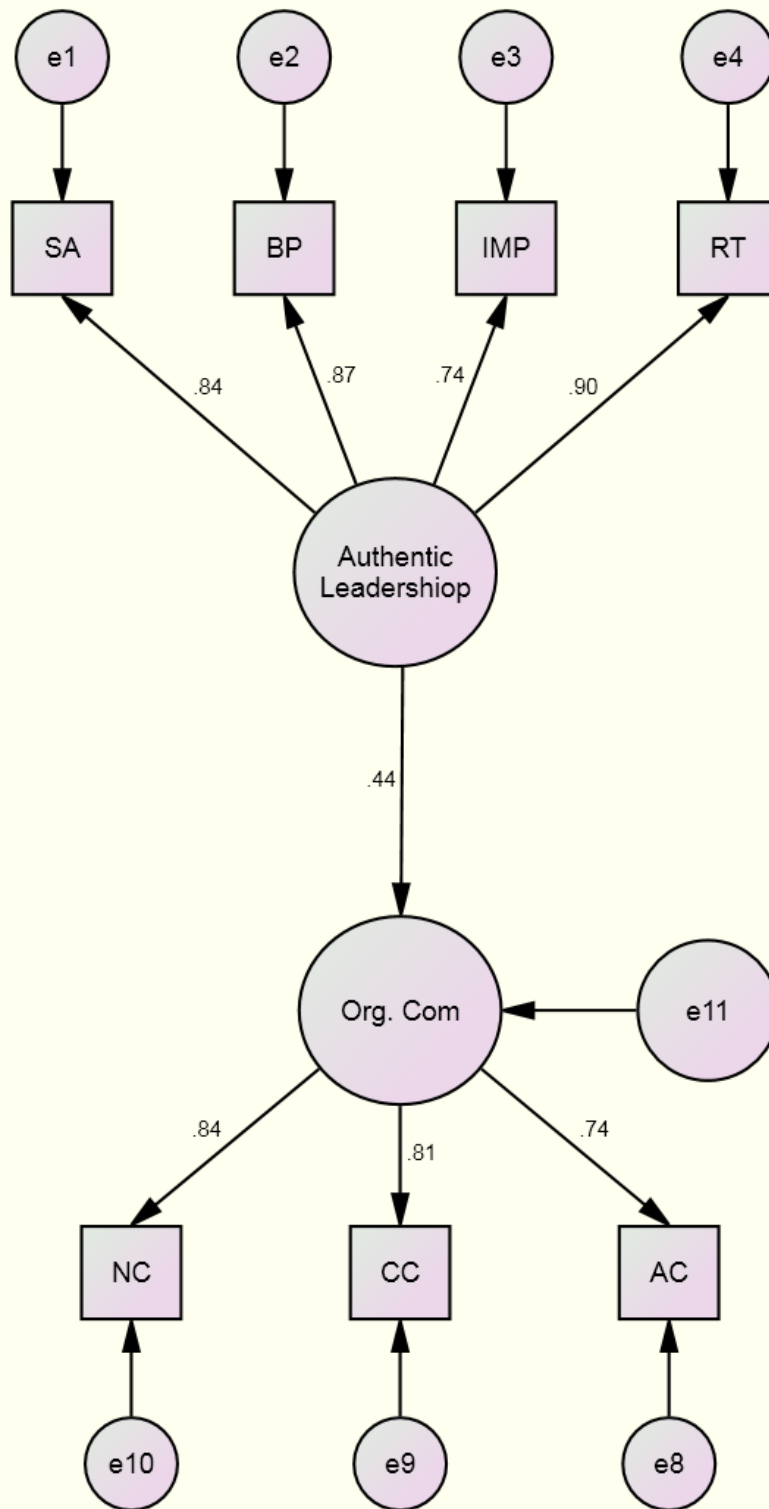 e1
e2
e3
e4
SA
BP
IMP
RT
.84
.87
.74
.90
Authentic
Leadershiop
.44
Org. Com
e11
.84
.81
.74
NC
CC
AC
e10
e9
e8